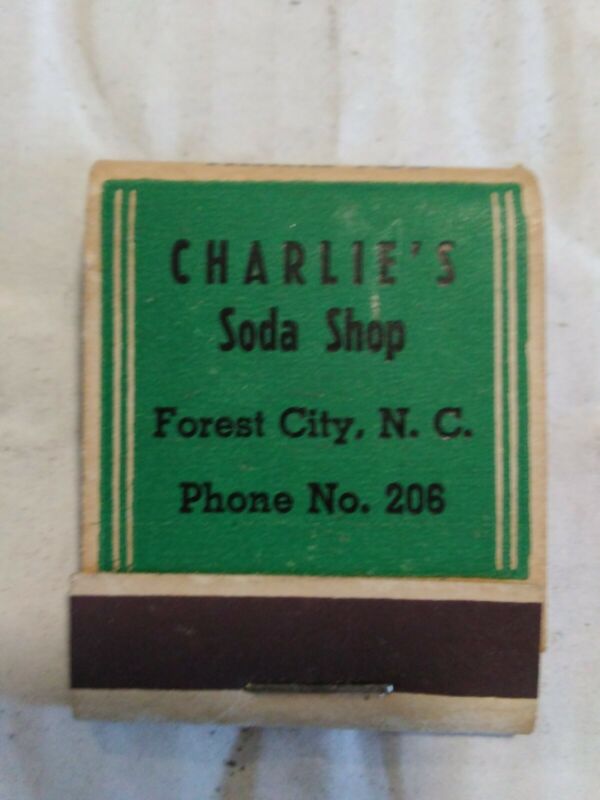 CHARLIE'S
Soda Shop
Forest City, N. C.
Phone No. 206